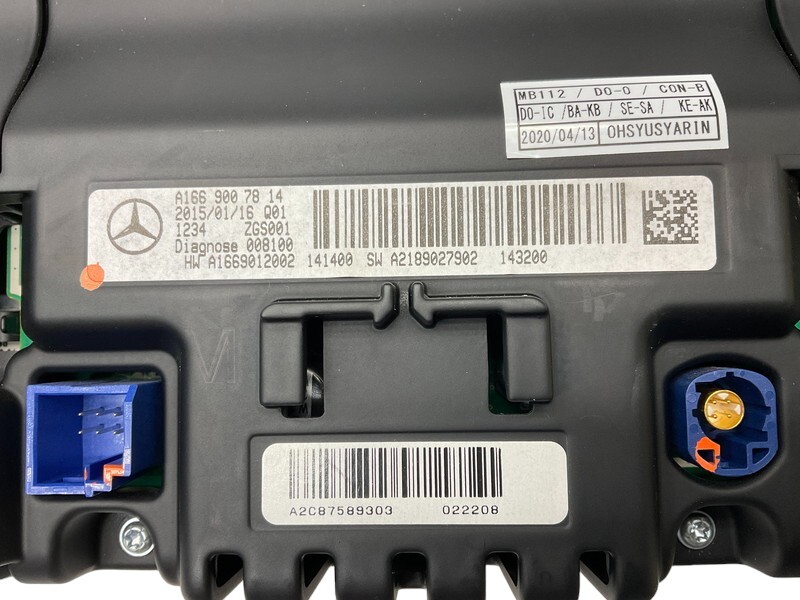 MB112 / DO-O / CON-B
DO-IC /BA-KB / SE-SA / KE-AK
2020/04/13 OHSYUSYARIN
A166 900 78 14
2015/01/16 Q01
1234 ZGS001
Diagnose 008100
HW A1669012002 141400 SW A2189027902 143200
M
A2C87589303 022208